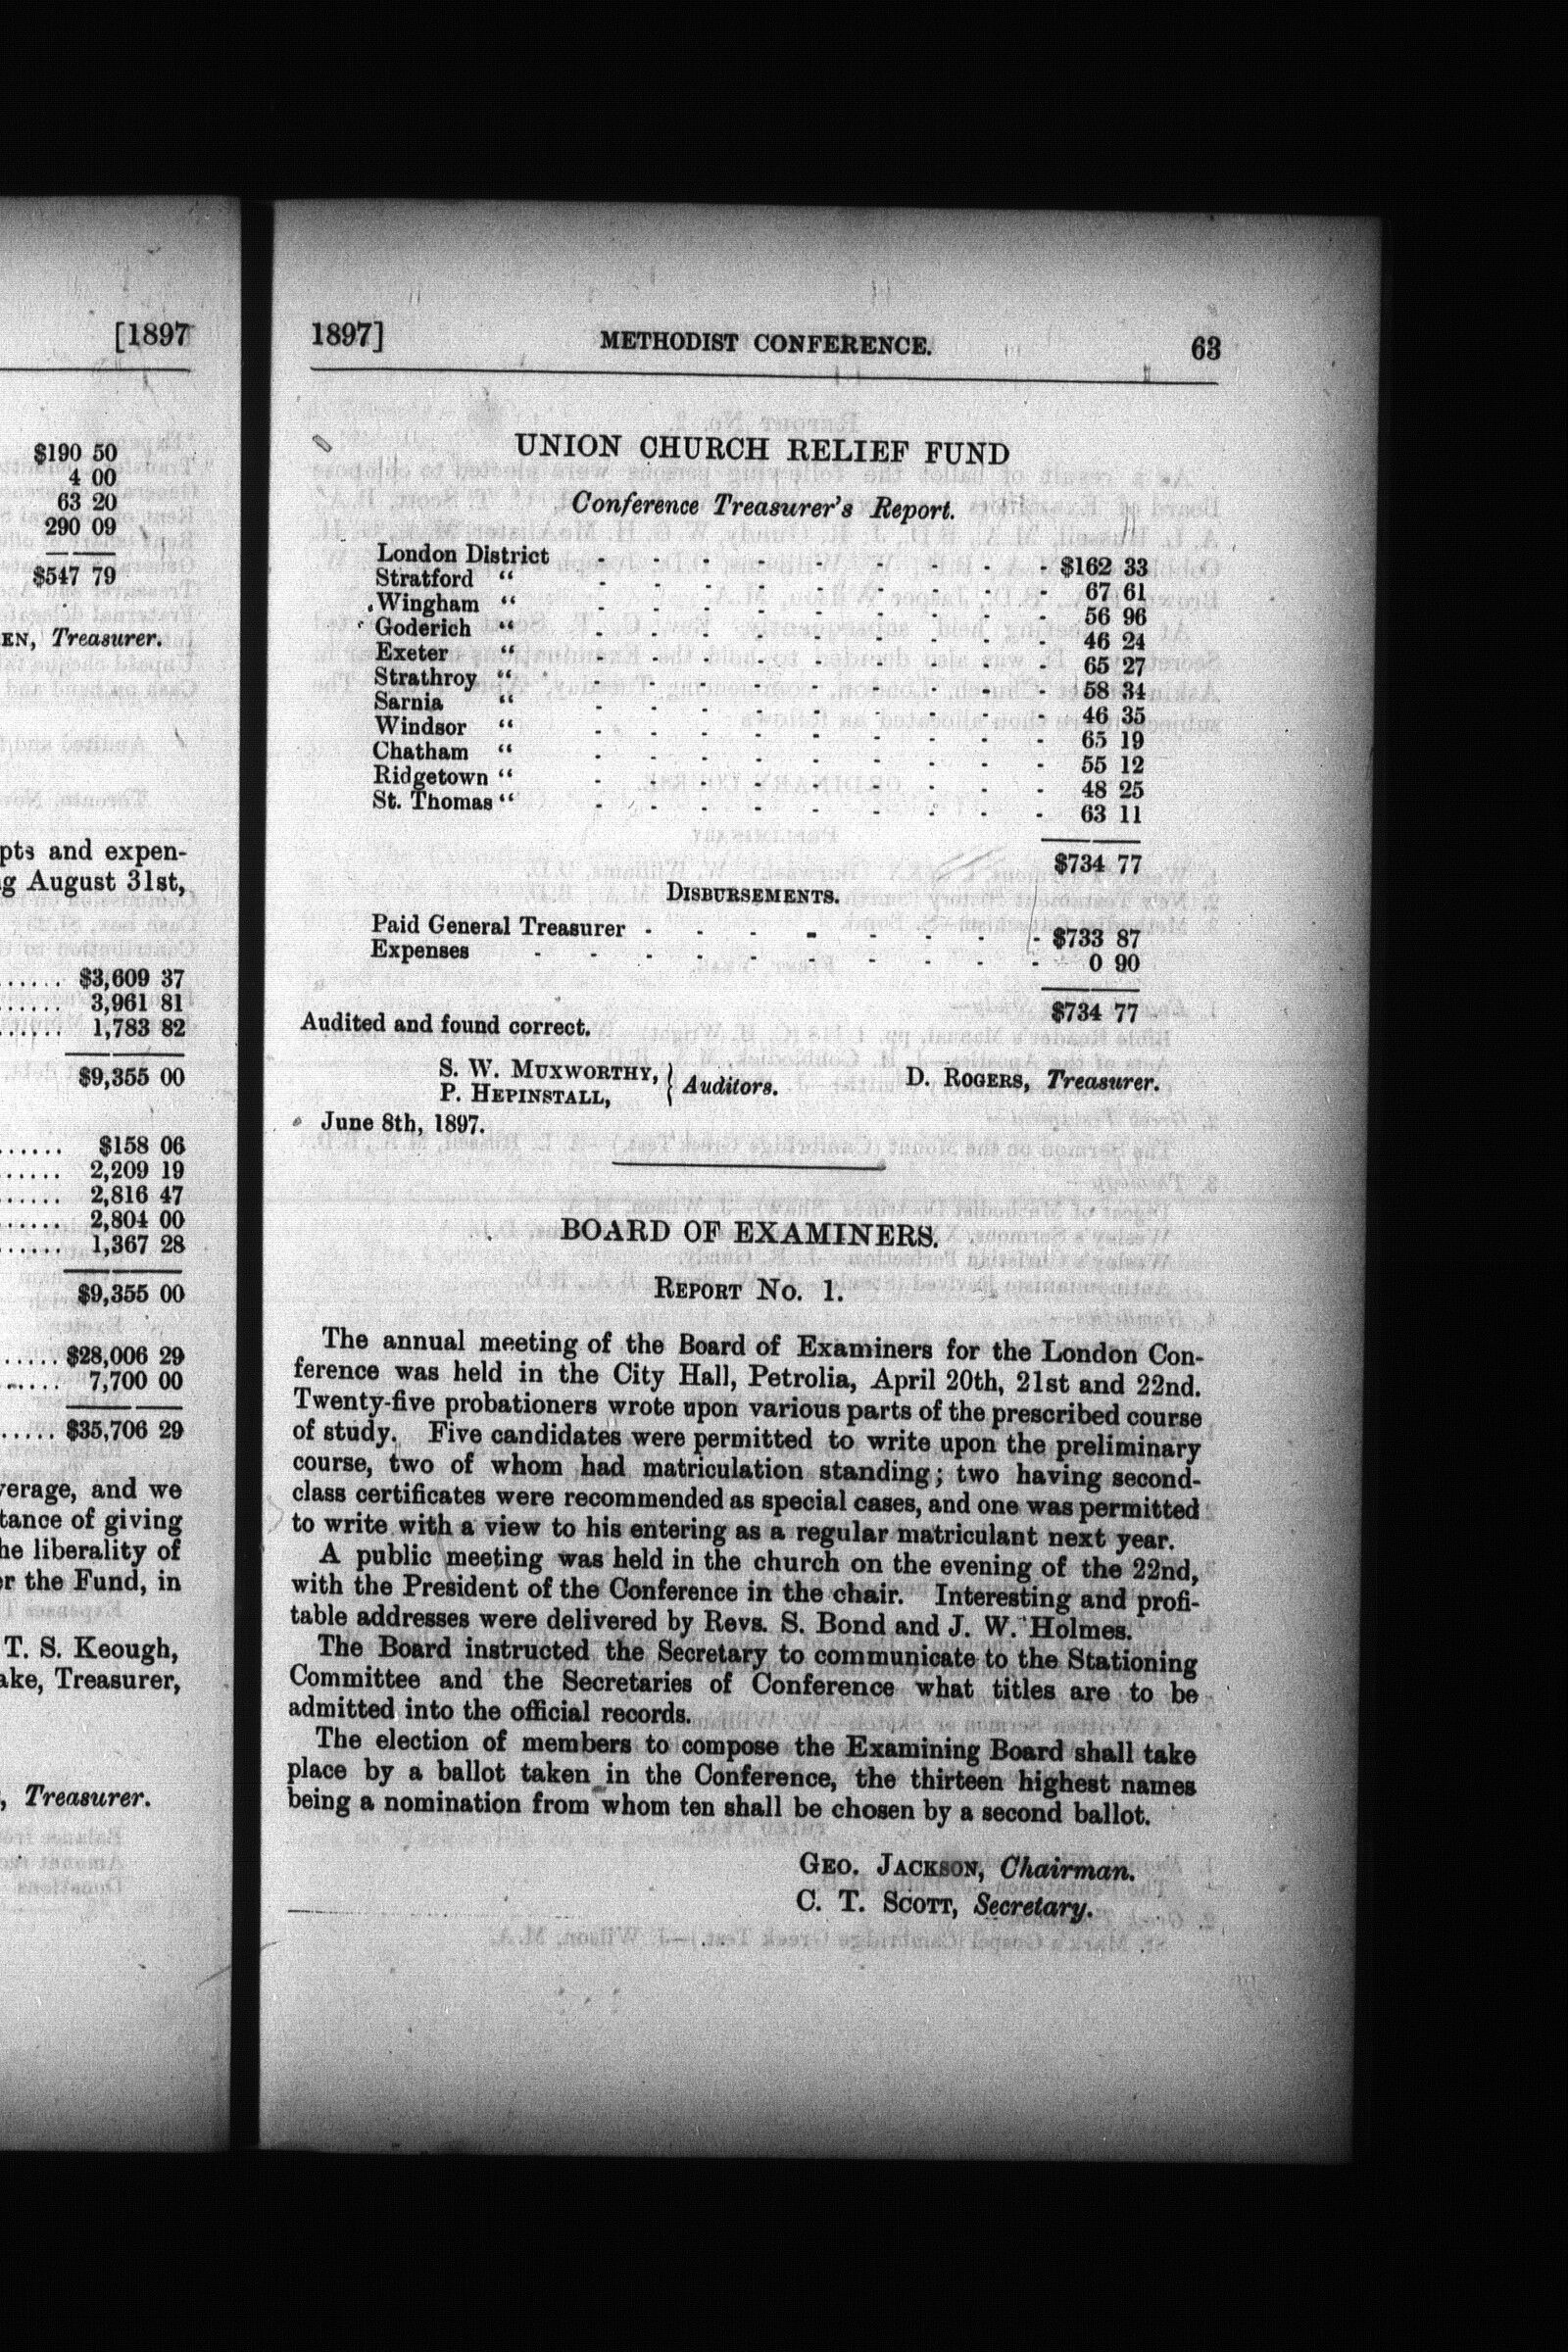 [1897
$190 50
4 00
63 20
290 09
$547 79
EN, Treasurer.
pts and expen-
g August 31st,
...... $3,609 37
...... 3,961 81
...... 1,783 82
$9,355 00
...... $158 06
...... 2,209 19
...... 2,816 47
...... 2,804 00
...... 1,367 28
$9,355 00
..... $28,006 29
..... 7,700 00
..... $35,706 29
verage, and we
tance of giving
he liberality of
r the Fund, in
T. S. Keough,
ake, Treasurer,
, Treasurer.
1897] METHODIST CONFERENCE. 63
UNION CHURCH RELIEF FUND
Conference Treasurer's Report.
London District - - - - - - - - - $162 33
Stratford “ - - - - - - - - - 67 61
Wingham “ - - - - - - - - - 56 96
Goderich “ - - - - - - - - - 46 24
Exeter “ - - - - - - - - - 65 27
Strathroy “ - - - - - - - - - 58 34
Sarnia “ - - - - - - - - - 46 35
Windsor “ - - - - - - - - - 65 19
Chatham “ - - - - - - - - - 55 12
Ridgetown “ - - - - - - - - - 48 25
St. Thomas “ - - - - - - - - - 63 11
$734 77
DISBURSEMENTS.
Paid General Treasurer - - - - - - - - $733 87
Expenses - - - - - - - - - - 0 90
$734 77
Audited and found correct.
S. W. MUXWORTHY,
P. HEPINSTALL, } Auditors. D. ROGERS, Treasurer.
June 8th, 1897.
BOARD OF EXAMINERS.
REPORT No. 1.
The annual meeting of the Board of Examiners for the London Con-
ference was held in the City Hall, Petrolia, April 20th, 21st and 22nd.
Twenty-five probationers wrote upon various parts of the prescribed course
of study. Five candidates were permitted to write upon the preliminary
course, two of whom had matriculation standing; two having second-
class certificates were recommended as special cases, and one was permitted
to write with a view to his entering as a regular matriculant next year.
A public meeting was held in the church on the evening of the 22nd,
with the President of the Conference in the chair. Interesting and profi-
table addresses were delivered by Revs. S. Bond and J. W. Holmes.
The Board instructed the Secretary to communicate to the Stationing
Committee and the Secretaries of Conference what titles are to be
admitted into the official records.
The election of members to compose the Examining Board shall take
place by a ballot taken in the Conference, the thirteen highest names
being a nomination from whom ten shall be chosen by a second ballot.
GEO. JACKSON, Chairman.
C. T. SCOTT, Secretary.